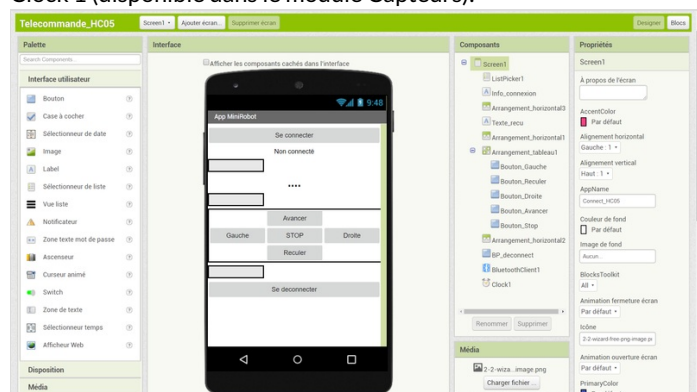 Clock 1 (disponible dans le module Capteurs).
Telecommande_HC05
Screen1
Ajouter écran...
Supprimer écran
Designer
Blocs
Palette
Search Components...
Interface utilisateur
Bouton
Case à cocher
Sélectionneur de date
Image
Label
Sélectionneur de liste
Vue liste
Notificateur
Zone texte mot de passe
Ascenseur
Curseur animé
Switch
Zone de texte
Sélectionneur temps
Afficheur Web
Disposition
Média
Interface
Afficher les composants cachés dans l'interface
9:48
App MiniRobot
Se connecter
Non connecté
....
Avancer
Gauche
STOP
Droite
Reculer
Se deconnecter
Composants
Screen1
ListPicker1
Info_connexion
Arrangement_horizontal3
Texte_recu
Arrangement_horizontal1
Arrangement_tableau1
Bouton_Gauche
Bouton_Reculer
Bouton_Droite
Bouton_Avancer
Bouton_Stop
Arrangement_horizontal2
BP_deconnect
BluetoothClient1
Clock1
Renommer
Supprimer
Média
2-2-wiza...image.png
Charger fichier ...
Propriétés
Screen1
À propos de l'écran
AccentColor
Par défaut
Alignement horizontal
Gauche : 1
Alignement vertical
Haut : 1
AppName
Connect_HC05
Couleur de fond
Par défaut
Image de fond
Aucun...
BlocksToolkit
All
Animation fermeture écran
Par défaut
Icône
2-2-wizard-free-png-image.pr
Animation ouverture écran
Par défaut
PrimaryColor